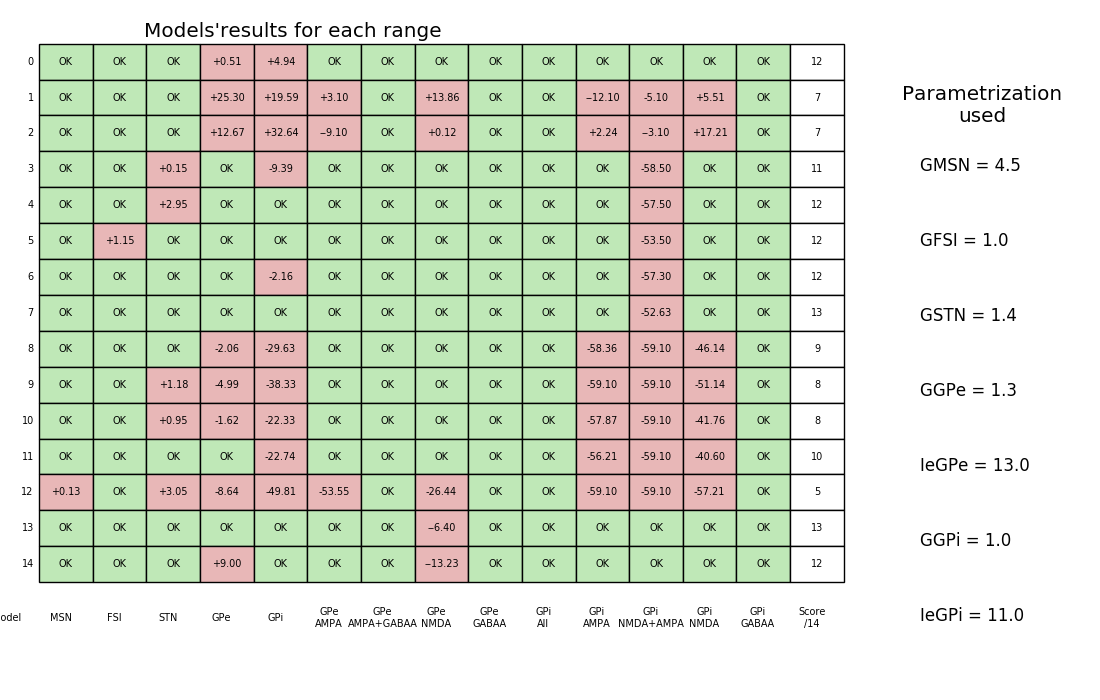 Models'results for each range
0 OK OK OK +0.51 +4.94 OK OK OK OK OK OK OK OK OK 12
1 OK OK OK +25.30 +19.59 +3.10 OK +13.86 OK OK --12.10 -5.10 +5.51 OK 7
2 OK OK OK +12.67 +32.64 --9.10 OK +0.12 OK OK +2.24 --3.10 +17.21 OK 7
3 OK OK +0.15 OK -9.39 OK OK OK OK OK OK -58.50 OK OK 11
4 OK OK +2.95 OK OK OK OK OK OK OK OK -57.50 OK OK 12
5 OK +1.15 OK OK OK OK OK OK OK OK OK -53.50 OK OK 12
6 OK OK OK OK -2.16 OK OK OK OK OK OK -57.30 OK OK 12
7 OK OK OK OK OK OK OK OK OK OK OK -52.63 OK OK 13
8 OK OK OK -2.06 -29.63 OK OK OK OK OK -58.36 -59.10 -46.14 OK 9
9 OK OK +1.18 -4.99 -38.33 OK OK OK OK OK -59.10 -59.10 -51.14 OK 8
10 OK OK +0.95 -1.62 -22.33 OK OK OK OK OK -57.87 -59.10 -41.76 OK 8
11 OK OK OK OK -22.74 OK OK OK OK OK -56.21 -59.10 -40.60 OK 10
12 +0.13 OK +3.05 -8.64 -49.81 -53.55 OK -26.44 OK OK -59.10 -59.10 -57.21 OK 5
13 OK OK OK OK OK OK OK --6.40 OK OK OK OK OK OK 13
14 OK OK OK +9.00 OK OK OK --13.23 OK OK OK OK OK OK 12
odel MSN FSI STN GPe GPi GPe GPe GPe GPe GPi GPi GPi GPi GPi Score
AMPA AMPA+GABAA NMDA GABAA All AMPA NMDA+AMPA NMDA GABAA /14
Parametrization
used
GMSN = 4.5
GFSI = 1.0
GSTN = 1.4
GGPe = 1.3
IeGPe = 13.0
GGPi = 1.0
IeGPi = 11.0